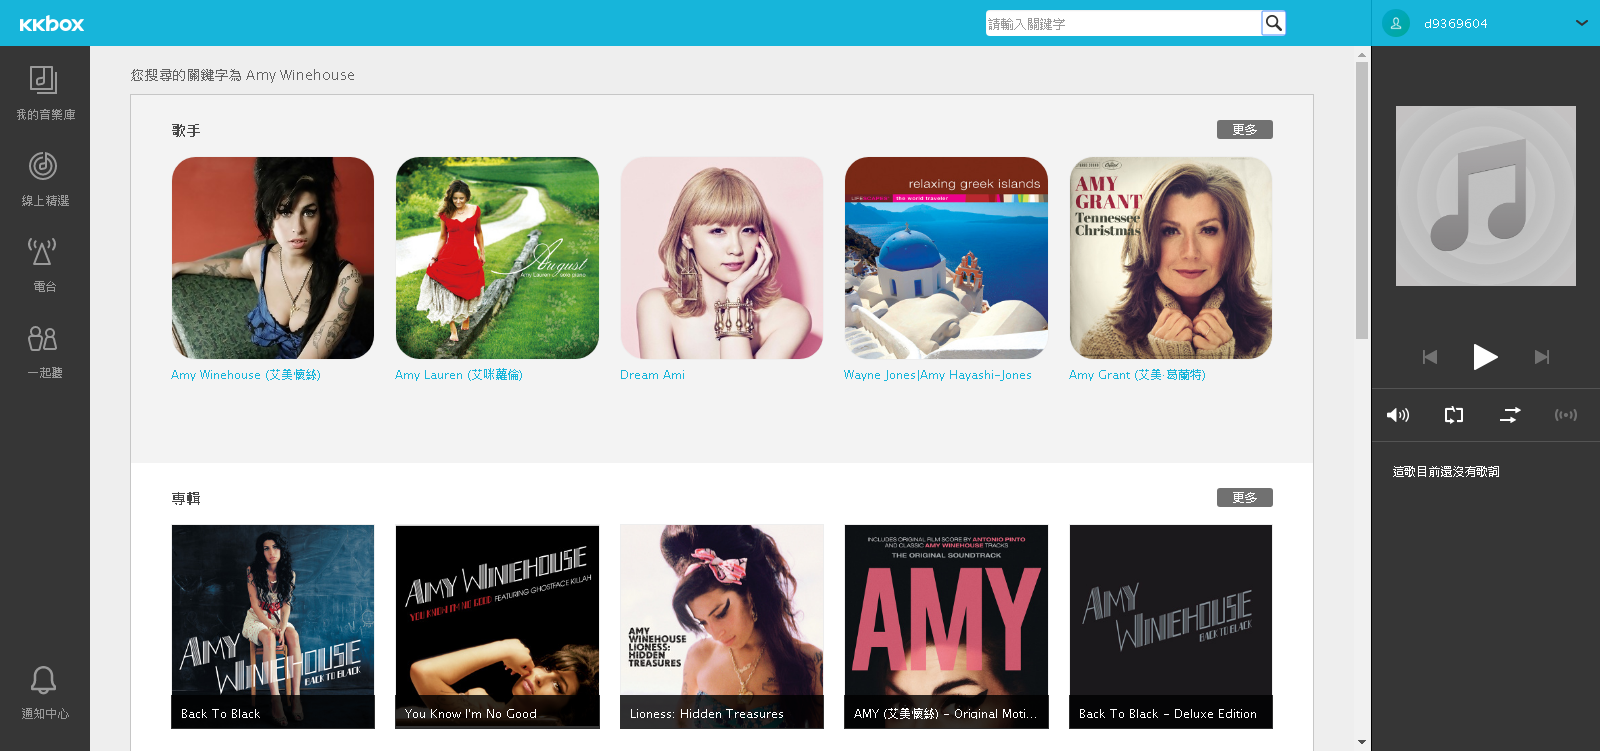 KKBOX
請輸入關鍵字
d9369604
我的音樂庫
線上精選
電台
一起聽
通知中心
您搜尋的關鍵字為 Amy Winehouse
歌手
更多
August
Amy Lauren solo piano
relaxing greek islands
LIFESCAPES the world traveler
AMY
GRANT
Tennessee
Christmas
Amy Winehouse (艾美懷絲)
Amy Lauren (艾咪蘿倫)
Dream Ami
Wayne Jones|Amy Hayashi-Jones
Amy Grant (艾美·葛蘭特)
專輯
更多
AMY
WINEHOUSE
BACK TO BLACK
Back To Black
AMY WINEHOUSE
YOU KNOW I'M NO GOOD FEATURING GHOSTFACE KILLAH
You Know I'm No Good
AMY
WINEHOUSE
LIONESS:
HIDDEN
TREASURES
Lioness: Hidden Treasures
INCLUDES ORIGINAL FILM SCORE BY ANTONIO PINTO
AND CLASSIC AMY WINEHOUSE TRACKS
THE ORIGINAL SOUNDTRACK
AMY
AMY (艾美懷絲) - Original Moti...
AMY
WINEHOUSE
BACK TO BLACK
Back To Black - Deluxe Edition
這歌目前還沒有歌詞